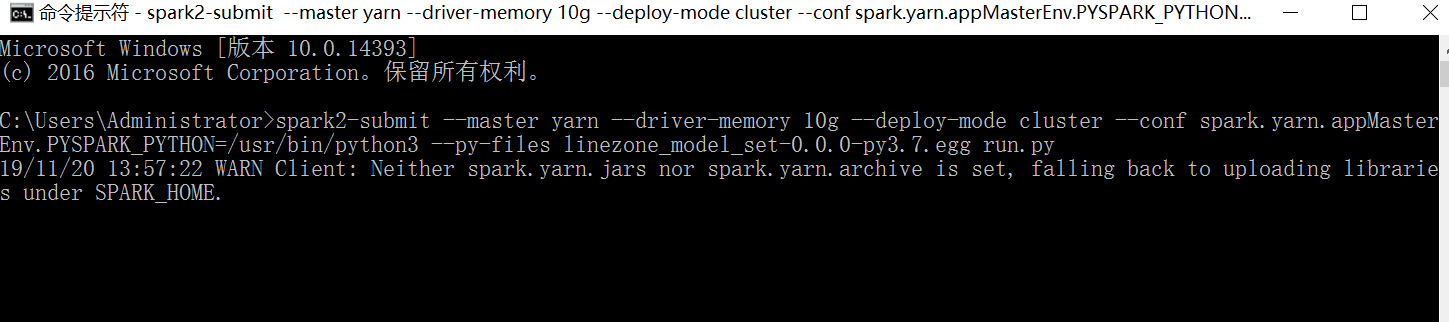 命令提示符 - spark2-submit  --master yarn --driver-memory 10g --deploy-mode cluster --conf spark.yarn.appMasterEnv.PYSPARK_PYTHON...
Microsoft Windows [版本 10.0.14393]
(c) 2016 Microsoft Corporation。保留所有权利。
C:\Users\Administrator>spark2-submit --master yarn --driver-memory 10g --deploy-mode cluster --conf spark.yarn.appMaster
Env.PYSPARK_PYTHON=/usr/bin/python3 --py-files linezone_model_set-0.0.0-py3.7.egg run.py
19/11/20 13:57:22 WARN Client: Neither spark.yarn.jars nor spark.yarn.archive is set, falling back to uploading librarie
s under SPARK_HOME.